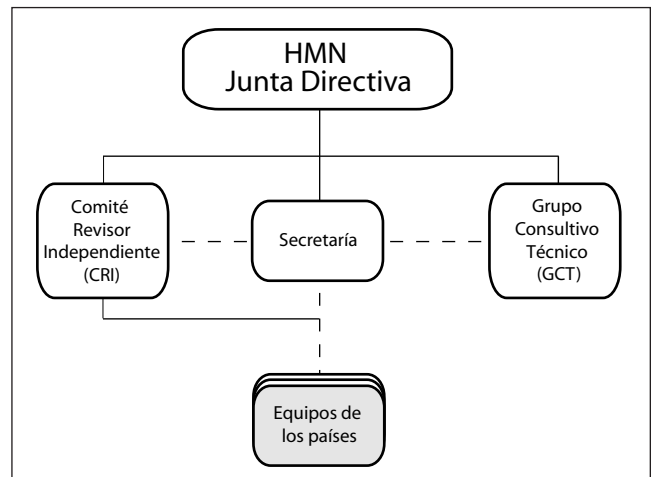 HMN
Junta Directiva
Comité
Revisor
Independiente
(CRI)
Secretaría
Grupo
Consultivo
Técnico
(GCT)
Equipos de
los países